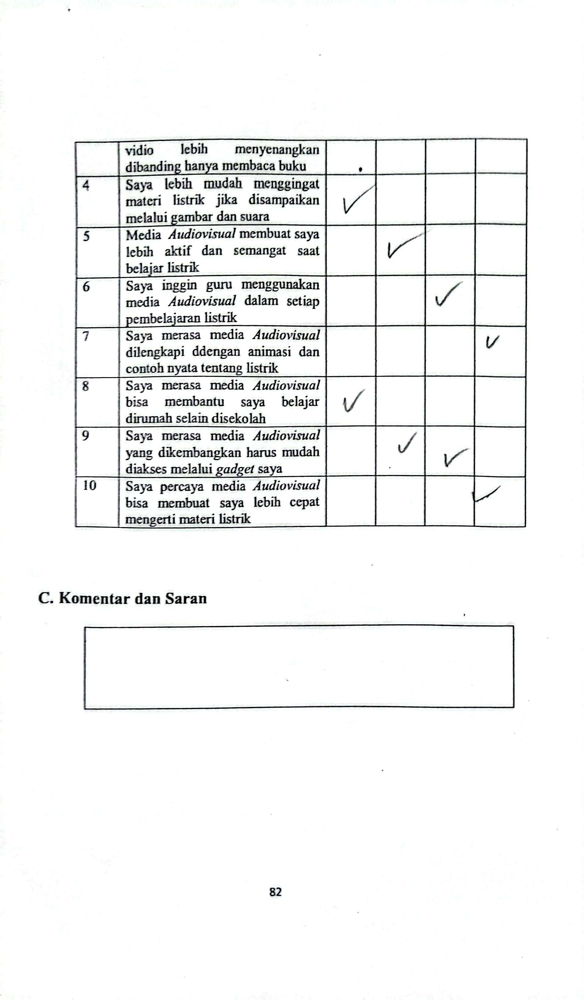 vidio lebih menyenangkan
dibanding hanya membaca buku
4 Saya lebih mudah menggingat
materi listrik jika disampaikan
melalui gambar dan suara
5 Media Audiovisual membuat saya
lebih aktif dan semangat saat
belajar listrik
6 Saya inggin guru menggunakan
media Audiovisual dalam setiap
pembelajaran listrik
7 Saya merasa media Audiovisual
dilengkapi ddengan animasi dan
contoh nyata tentang listrik
8 Saya merasa media Audiovisual
bisa membantu saya belajar
dirumah selain disekolah
9 Saya merasa media Audiovisual
yang dikembangkan harus mudah
diakses melalui gadget saya
10 Saya percaya media Audiovisual
bisa membuat saya lebih cepat
mengerti materi listrik
C. Komentar dan Saran
82